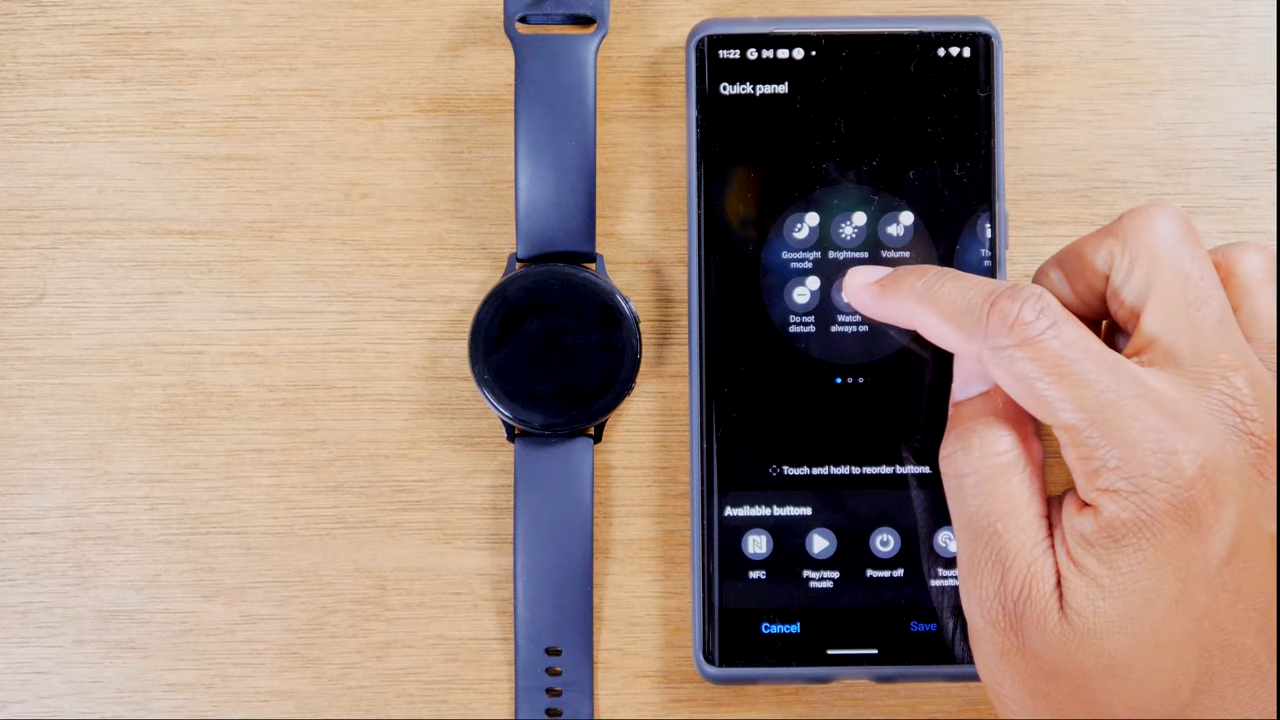 11:22
Quick panel
Goodnight
mode
Brightness
Volume
Do not
disturb
Watch
always on
Touch and hold to reorder buttons.
Available buttons
NFC
Play/stop
music
Power off
Touch
Cancel
Save